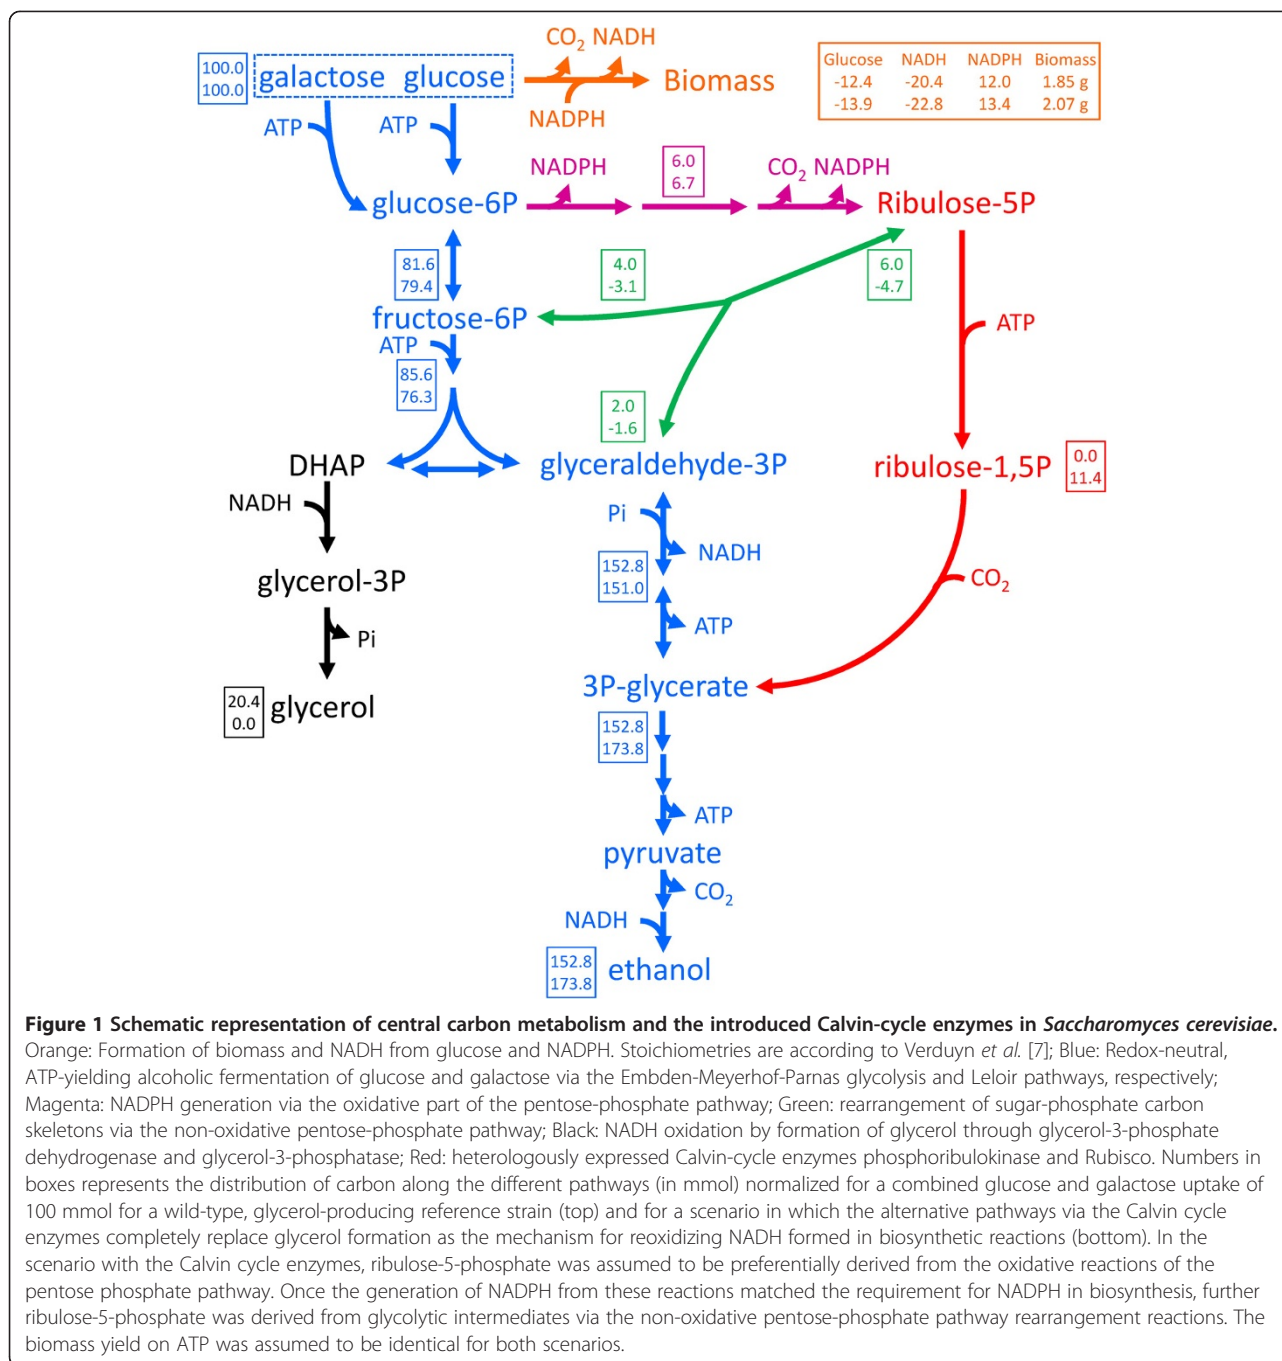 CO2 NADH
100.0
100.0
galactose glucose
Biomass
NADPH
ATP
ATP
Glucose NADH NADPH Biomass
-12.4 -20.4 12.0 1.85 g
-13.9 -22.8 13.4 2.07 g
NADPH
6.0
6.7
CO2 NADPH
glucose-6P
Ribulose-5P
81.6
79.4
4.0
-3.1
6.0
-4.7
fructose-6P
ATP
ATP
85.6
76.3
2.0
-1.6
DHAP
glyceraldehyde-3P
ribulose-1,5P
0.0
11.4
NADH
Pi
NADH
152.8
151.0
glycerol-3P
CO2
ATP
Pi
3P-glycerate
20.4
0.0
glycerol
152.8
173.8
ATP
pyruvate
CO2
NADH
152.8
173.8
ethanol
Figure 1 Schematic representation of central carbon metabolism and the introduced Calvin-cycle enzymes in Saccharomyces cerevisiae.
Orange: Formation of biomass and NADH from glucose and NADPH. Stoichiometries are according to Verduyn et al. [7]; Blue: Redox-neutral,
ATP-yielding alcoholic fermentation of glucose and galactose via the Embden-Meyerhof-Parnas glycolysis and Leloir pathways, respectively;
Magenta: NADPH generation via the oxidative part of the pentose-phosphate pathway; Green: rearrangement of sugar-phosphate carbon
skeletons via the non-oxidative pentose-phosphate pathway; Black: NADH oxidation by formation of glycerol through glycerol-3-phosphate
dehydrogenase and glycerol-3-phosphatase; Red: heterologously expressed Calvin-cycle enzymes phosphoribulokinase and Rubisco. Numbers in
boxes represents the distribution of carbon along the different pathways (in mmol) normalized for a combined glucose and galactose uptake of
100 mmol for a wild-type, glycerol-producing reference strain (top) and for a scenario in which the alternative pathways via the Calvin cycle
enzymes completely replace glycerol formation as the mechanism for reoxidizing NADH formed in biosynthetic reactions (bottom). In the
scenario with the Calvin cycle enzymes, ribulose-5-phosphate was assumed to be preferentially derived from the oxidative reactions of the
pentose phosphate pathway. Once the generation of NADPH from these reactions matched the requirement for NADPH in biosynthesis, further
ribulose-5-phosphate was derived from glycolytic intermediates via the non-oxidative pentose-phosphate pathway rearrangement reactions. The
biomass yield on ATP was assumed to be identical for both scenarios.